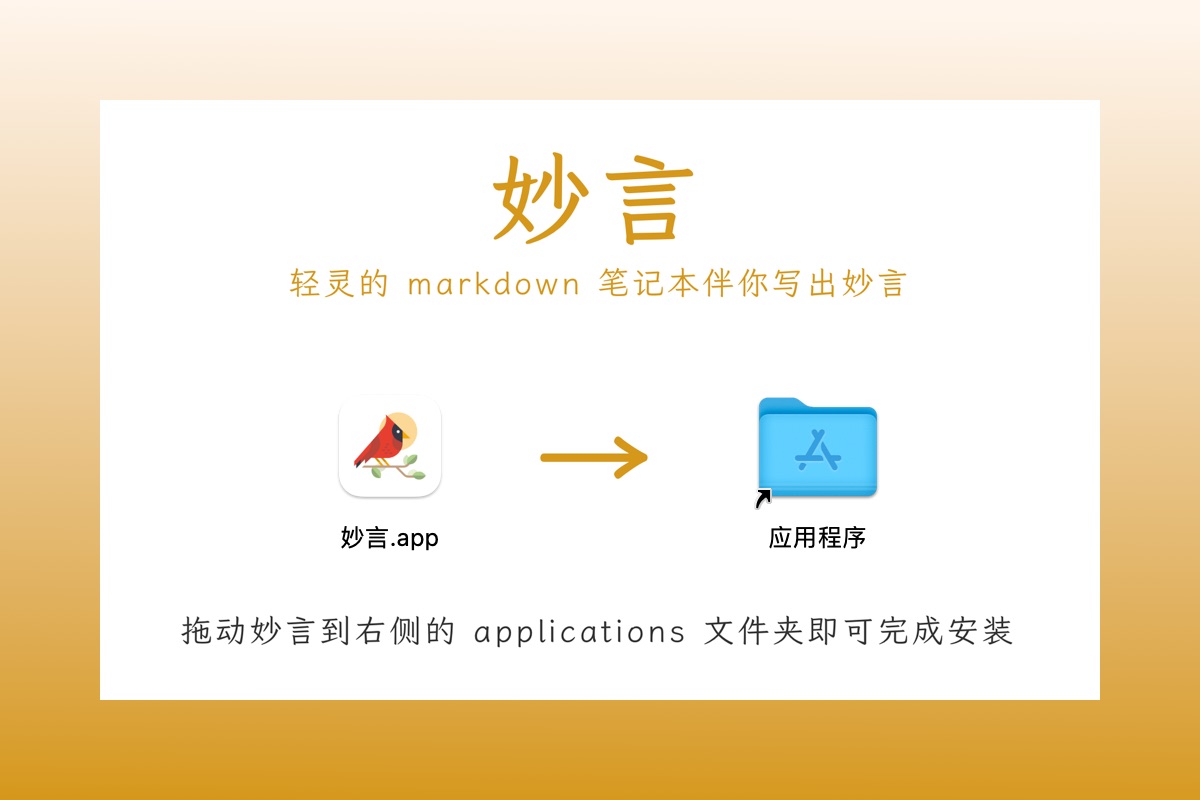 妙言
轻灵的 markdown 笔记本伴你写出妙言
妙言.app
应用程序
拖动妙言到右侧的 applications 文件夹即可完成安装